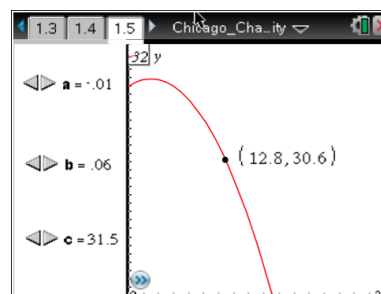 1.3 1.4 1.5 Chicago_Cha...ity
32 y
a = -.01
(12.8,30.6)
b = .06
c = 31.5